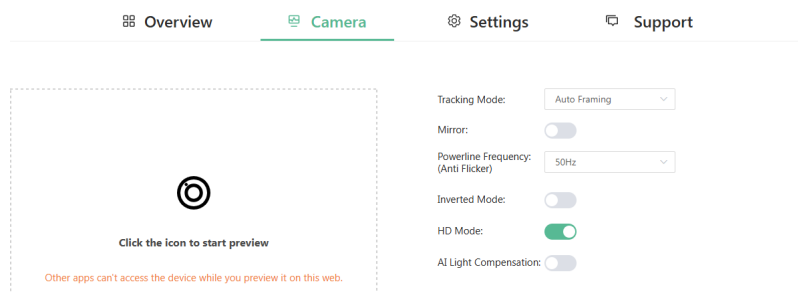 Overview
Camera
Settings
Support
Tracking Mode:
Auto Framing
Mirror:
Powerline Frequency:
(Anti Flicker)
50Hz
Inverted Mode:
HD Mode:
AI Light Compensation:
Click the icon to start preview
Other apps can't access the device while you preview it on this web.